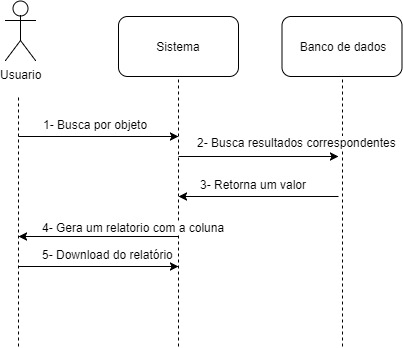 Usuario
Sistema
Banco de dados
1- Busca por objeto
2- Busca resultados correspondentes
3- Retorna um valor
4- Gera um relatorio com a coluna
5- Download do relatório